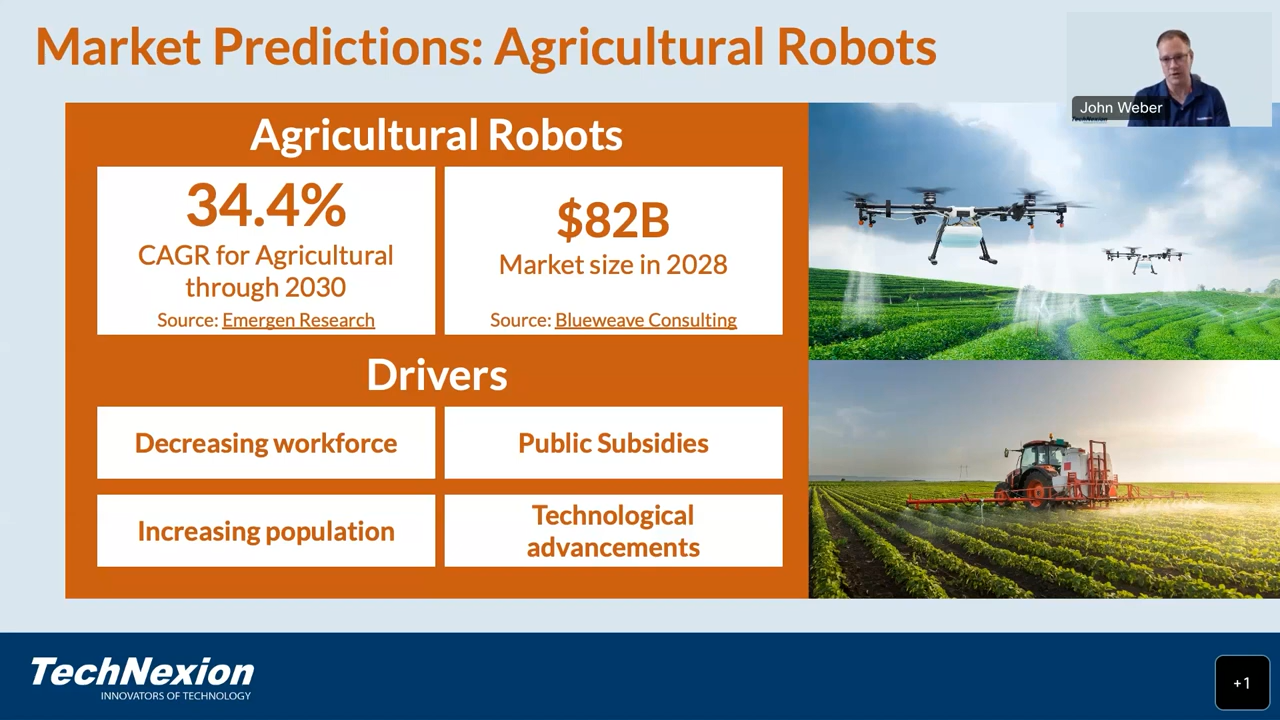 Market Predictions: Agricultural Robots
John Weber
TechNexion
Agricultural Robots
34.4%
CAGR for Agricultural
through 2030
Source: Emergen Research
$82B
Market size in 2028
Source: Blueweave Consulting
Drivers
Decreasing workforce
Public Subsidies
Increasing population
Technological
advancements
TechNexion
INNOVATORS OF TECHNOLOGY
+1